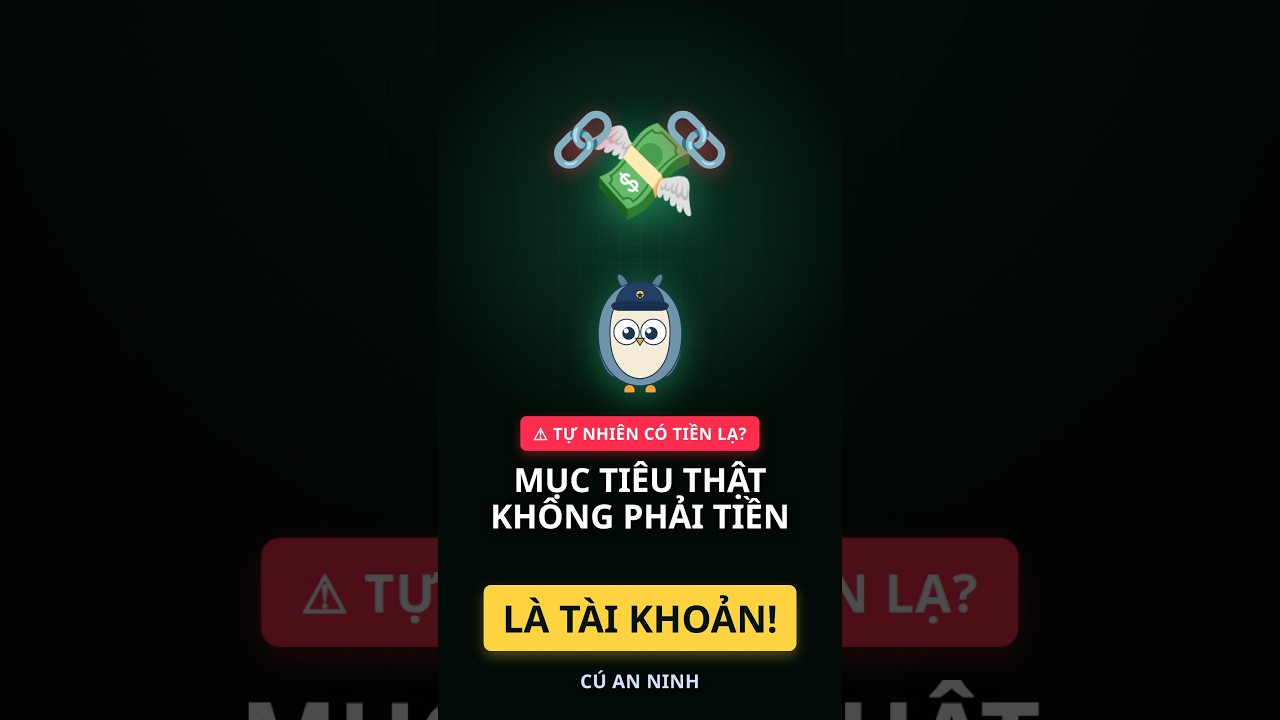 ⚠ TỰ NHIÊN CÓ TIỀN LẠ?
MỤC TIÊU THẬT
KHÔNG PHẢI TIỀN
LÀ TÀI KHOẢN!
CÚ AN NINH